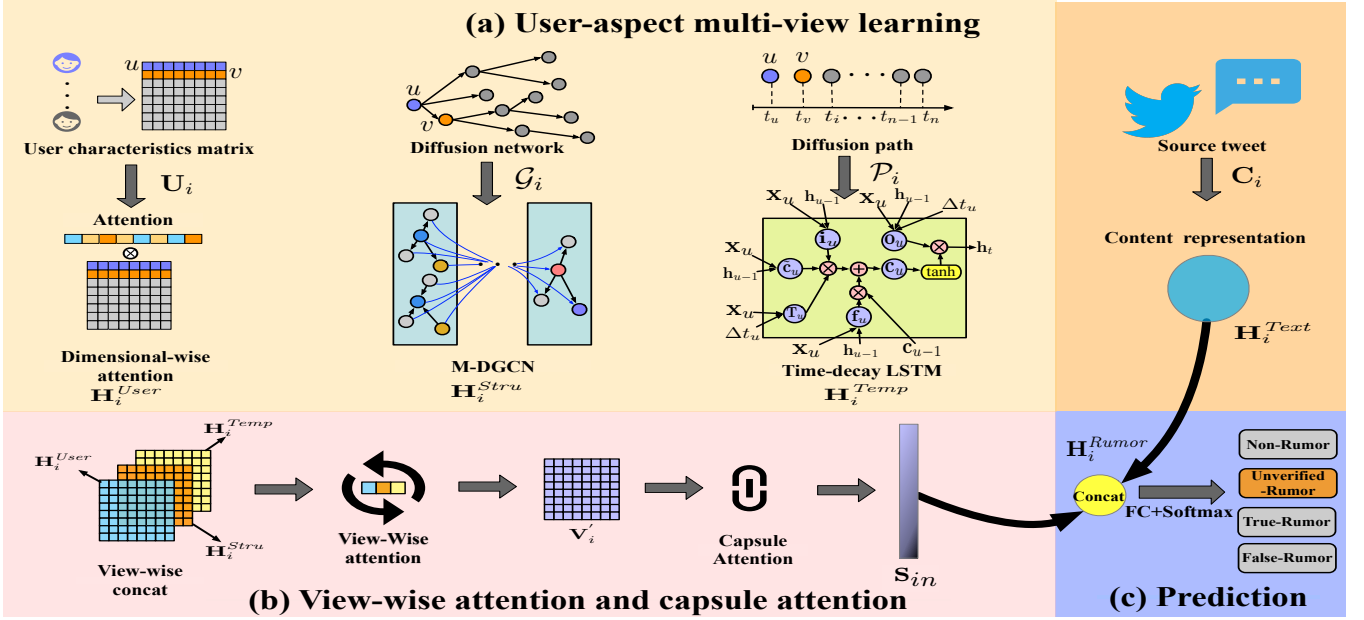 (a) User-aspect multi-view learning
u
v
User characteristics matrix
U_i
Attention
Dimensional-wise
attention
H_i^{User}
u
v
Diffusion network
𝒢_i
M-DGCN
H_i^{Stru}
u v
t_u t_v t_i ··· t_{n-1} t_n
Diffusion path
𝒫_i
x_u h_{u-1}
x_u h_{u-1}
Δt_u
i_u
o_u
h_t
x_u
h_{u-1}
c̃_u
c_u
tanh
x_u
Δt_u
T_u
f_u
x_u
h_{u-1}
c_{u-1}
Time-decay LSTM
H_i^{Temp}
Source tweet
C_i
Content representation
H_i^{Text}
H_i^{User}
H_i^{Temp}
H_i^{Stru}
View-wise
concat
View-Wise
attention
V_i^'
Capsule
Attention
s_{in}
(b) View-wise attention and capsule attention
H_i^{Rumor}
Concat
FC+Softmax
Non-Rumor
Unverified
-Rumor
True-Rumor
False-Rumor
(c) Prediction